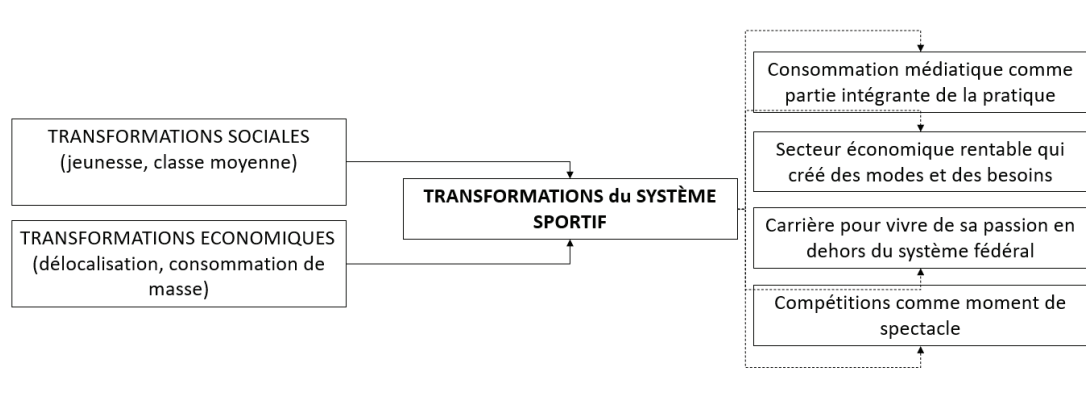 TRANSFORMATIONS SOCIALES
(jeunesse, classe moyenne)
TRANSFORMATIONS ECONOMIQUES
(délocalisation, consommation de
masse)
TRANSFORMATIONS du SYSTÈME
SPORTIF
Consommation médiatique comme
partie intégrante de la pratique
Secteur économique rentable qui
créé des modes et des besoins
Carrière pour vivre de sa passion en
dehors du système fédéral
Compétitions comme moment de
spectacle